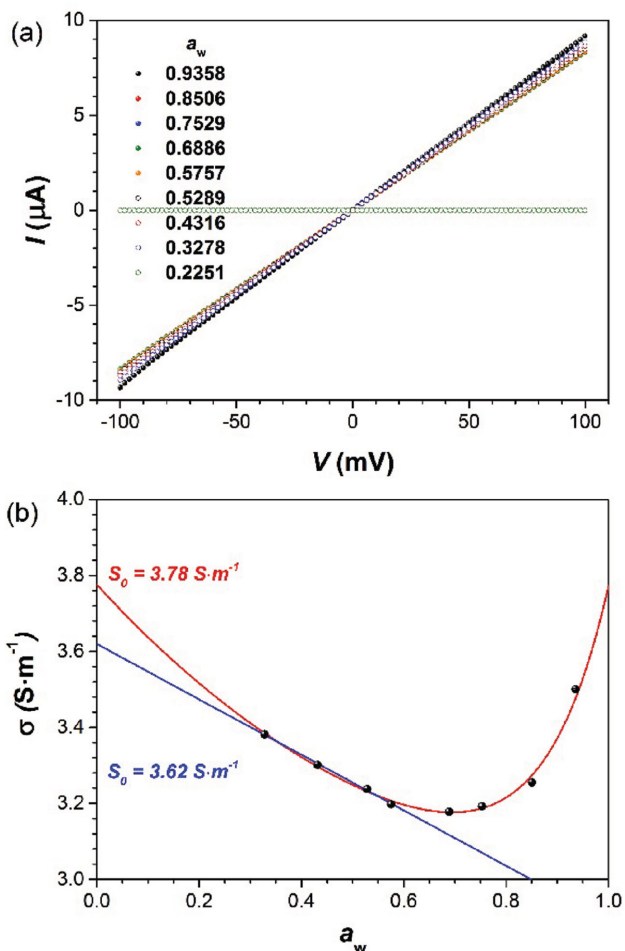 (a)
10
5
0
-5
-10
I (μA)
a_w
0.9358
0.8506
0.7529
0.6886
0.5757
0.5289
0.4316
0.3278
0.2251
-100 -50 0 50 100
V (mV)
(b)
4.0
3.8
3.6
3.4
3.2
3.0
σ (S·m⁻¹)
S₀ = 3.78 S·m⁻¹
S₀ = 3.62 S·m⁻¹
0.0 0.2 0.4 0.6 0.8 1.0
a_w